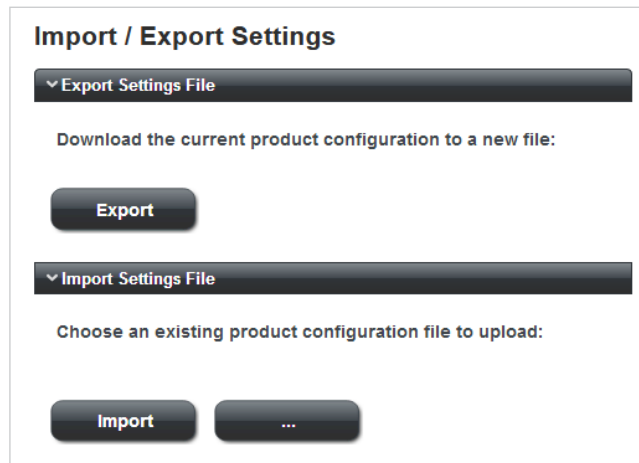 Import / Export Settings
Export Settings File
Download the current product configuration to a new file:
Export
Import Settings File
Choose an existing product configuration file to upload:
Import ...